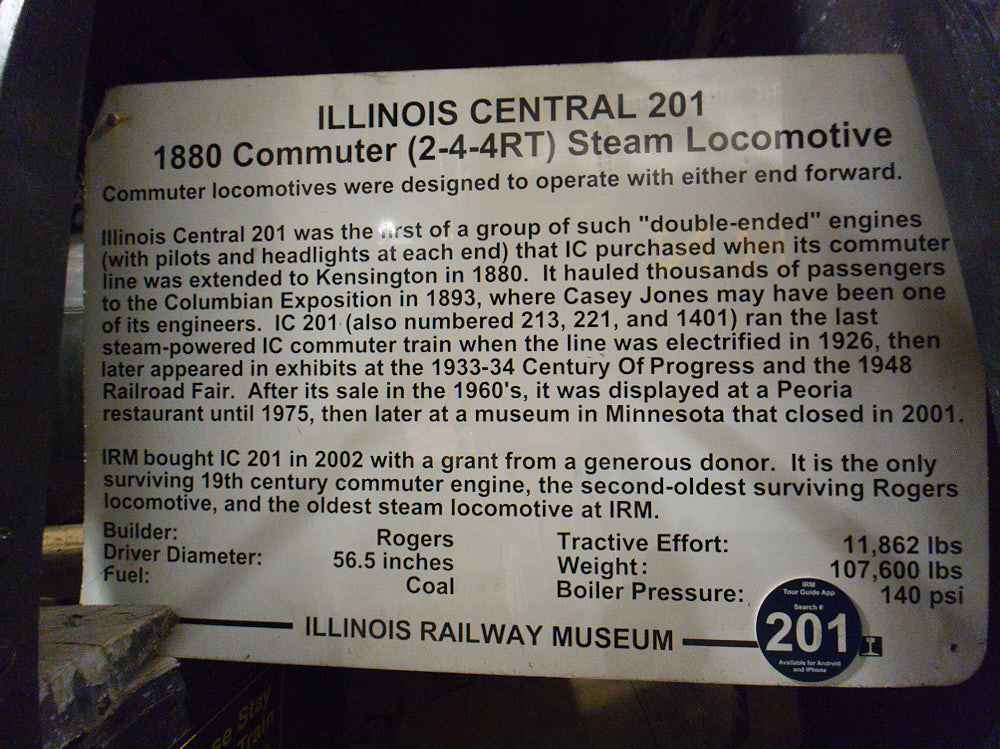 ILLINOIS CENTRAL 201
1880 Commuter (2-4-4RT) Steam Locomotive
Commuter locomotives were designed to operate with either end forward.
Illinois Central 201 was the first of a group of such "double-ended" engines
(with pilots and headlights at each end) that IC purchased when its commuter
line was extended to Kensington in 1880. It hauled thousands of passengers
to the Columbian Exposition in 1893, where Casey Jones may have been one
of its engineers. IC 201 (also numbered 213, 221, and 1401) ran the last
steam-powered IC commuter train when the line was electrified in 1926, then
later appeared in exhibits at the 1933-34 Century Of Progress and the 1948
Railroad Fair. After its sale in the 1960's, it was displayed at a Peoria
restaurant until 1975, then later at a museum in Minnesota that closed in 2001.
IRM bought IC 201 in 2002 with a grant from a generous donor. It is the only
surviving 19th century commuter engine, the second-oldest surviving Rogers
locomotive, and the oldest steam locomotive at IRM.
Builder: Rogers
Driver Diameter: 56.5 inches
Fuel: Coal
Tractive Effort: 11,862 lbs
Weight: 107,600 lbs
Boiler Pressure: 140 psi
ILLINOIS RAILWAY MUSEUM
IRM
Tour Guide App
Search #
201
Available for Android
and iPhone
Stay
Train